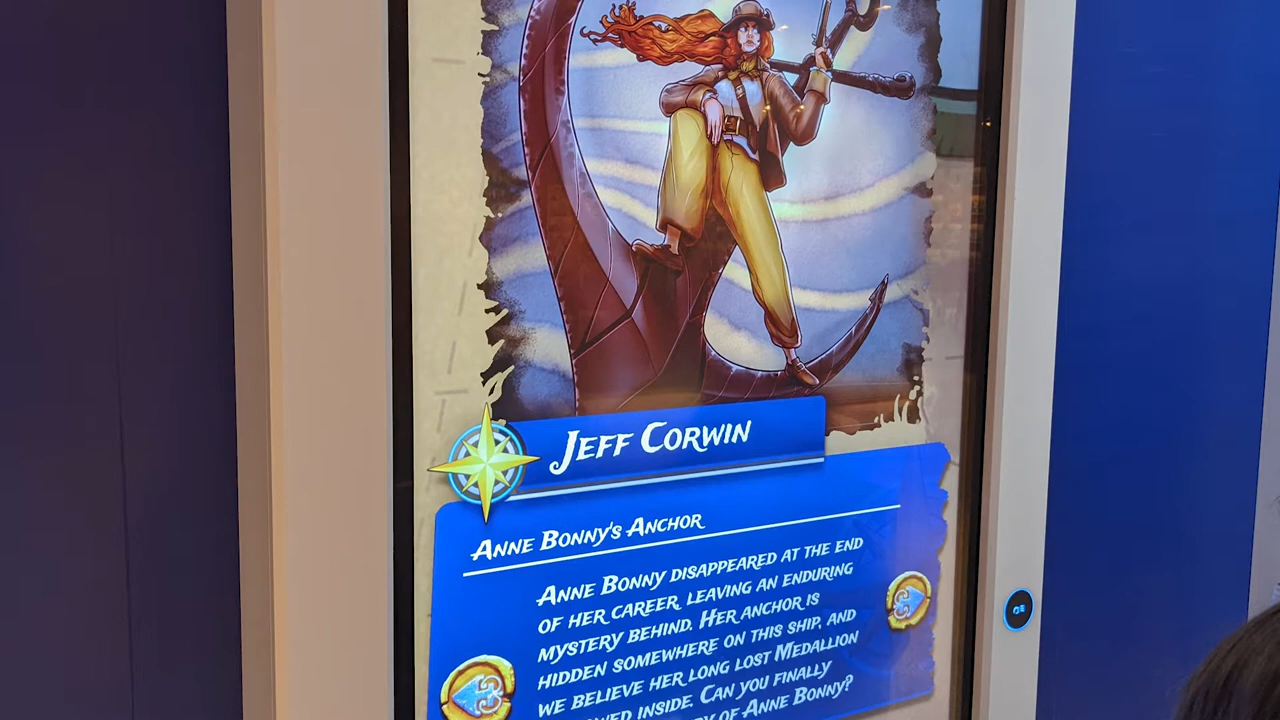 JEFF CORWIN
ANNE BONNY'S ANCHOR
ANNE BONNY DISAPPEARED AT THE END
OF HER CAREER, LEAVING AN ENDURING
MYSTERY BEHIND. HER ANCHOR IS
HIDDEN SOMEWHERE ON THIS SHIP, AND
WE BELIEVE HER LONG LOST MEDALLION
INSIDE. CAN YOU FINALLY
OF ANNE BONNY?